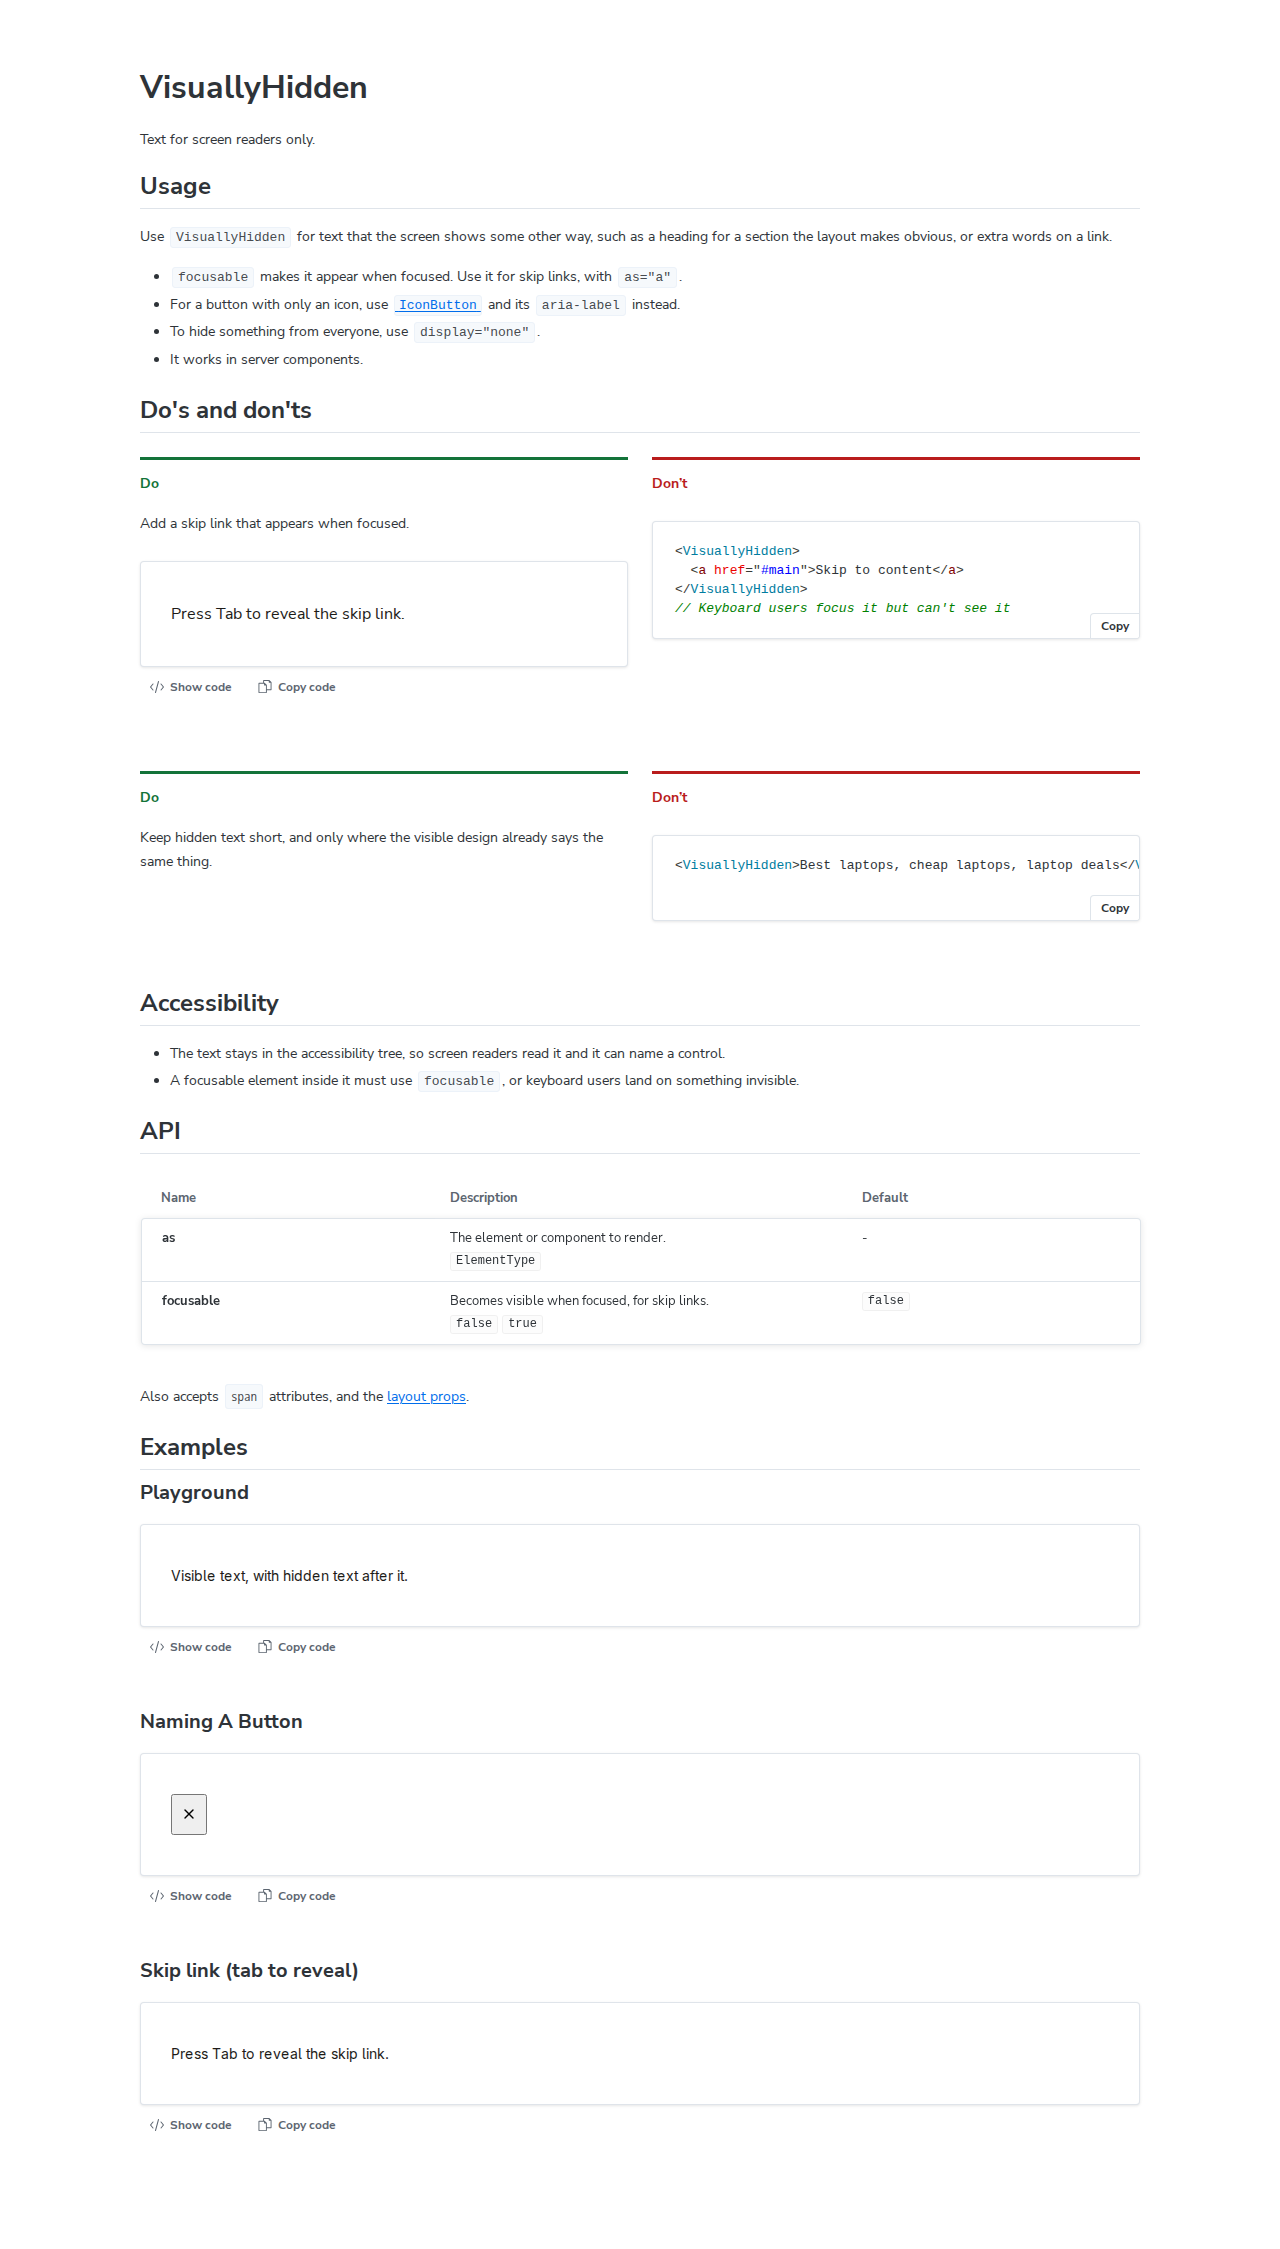 VisuallyHidden
Text for screen readers only.
Usage
Use VisuallyHidden for text that the screen shows some other way, such as a heading for a section the layout makes obvious, or extra words on a link.
focusable makes it appear when focused. Use it for skip links, with as="a".
For a button with only an icon, use IconButton and its aria-label instead.
To hide something from everyone, use display="none".
It works in server components.
Do's and don'ts
Do
Add a skip link that appears when focused.
Press Tab to reveal the skip link.
Show code Copy code
Don't
<VisuallyHidden>
<a href="#main">Skip to content</a>
</VisuallyHidden>
// Keyboard users focus it but can't see it
Copy
Do
Keep hidden text short, and only where the visible design already says the
same thing.
Don't
<VisuallyHidden>Best laptops, cheap laptops, laptop deals</
Copy
Accessibility
The text stays in the accessibility tree, so screen readers read it and it can name a control.
A focusable element inside it must use focusable, or keyboard users land on something invisible.
API
Name Description Default
as The element or component to render. -
ElementType
focusable Becomes visible when focused, for skip links. false
false true
Also accepts span attributes, and the layout props.
Examples
Playground
Visible text, with hidden text after it.
Show code Copy code
Naming A Button
×
Show code Copy code
Skip link (tab to reveal)
Press Tab to reveal the skip link.
Show code Copy code